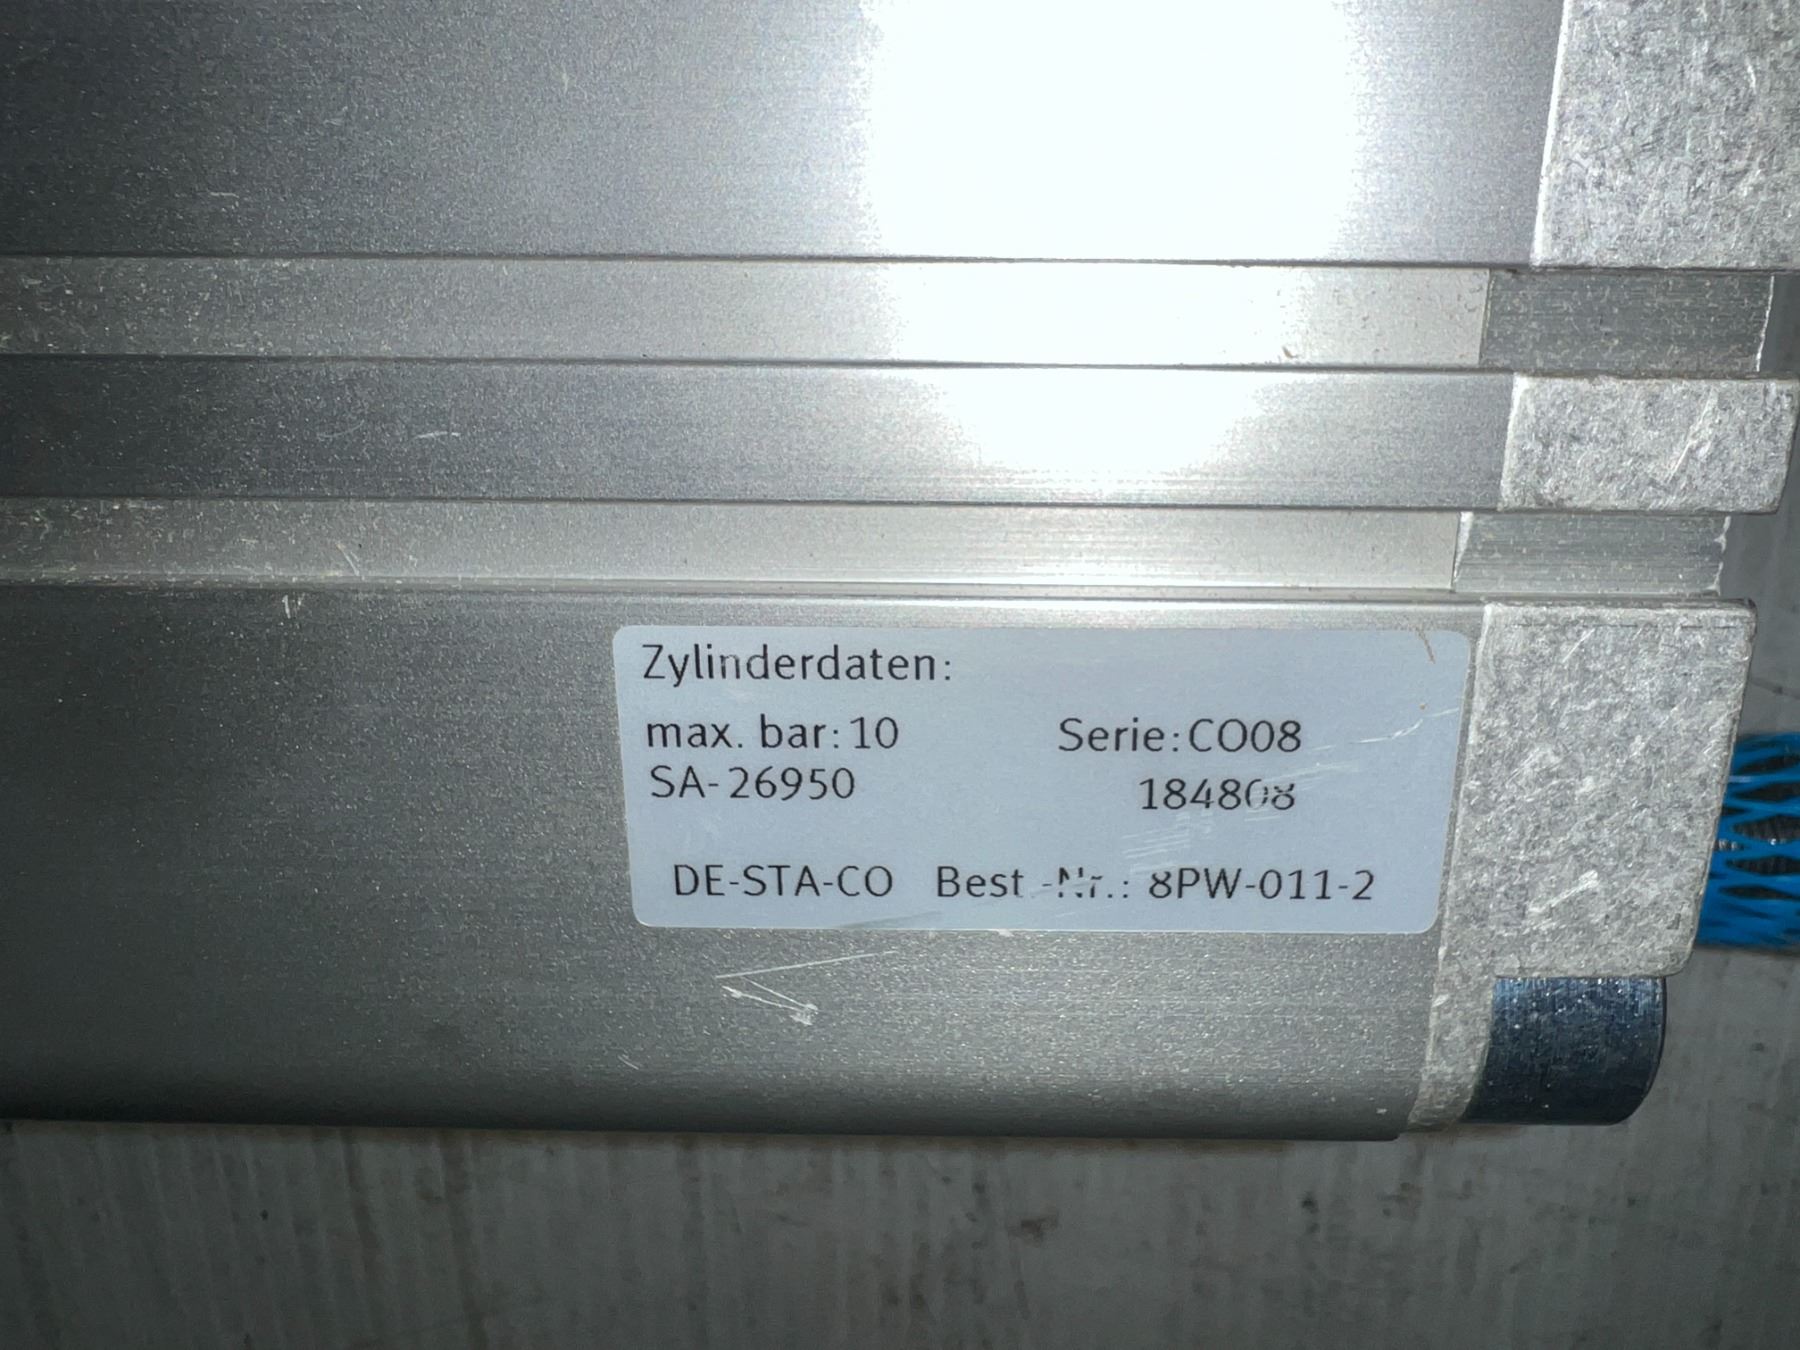 Zylinderdaten:
max. bar: 10 Serie: CO08
SA-26950 184808
DE-STA-CO Best.-Nr.: 8PW-011-2